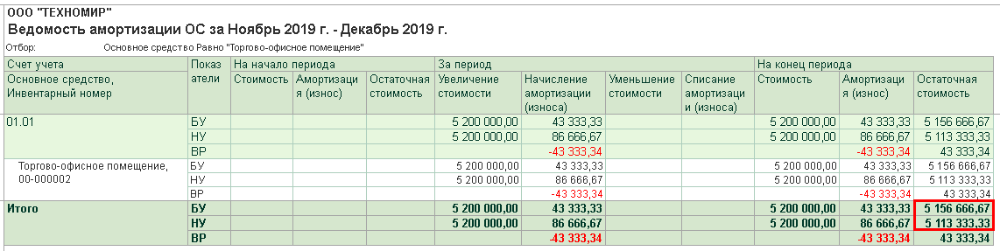 ООО "ТЕХНОМИР"
Ведомость амортизации ОС за Ноябрь 2019 г. - Декабрь 2019 г.
Отбор: Основное средство Равно "Торгово-офисное помещение"
Счет учета Показатели На начало периода За период На конец периода
Основное средство, Инвентарный номер Стоимость Амортизация (износ) Остаточная стоимость Увеличение стоимости Начисление амортизации (износа) Уменьшение стоимости Списание амортизации (износа) Стоимость Амортизация (износ) Остаточная стоимость
01.01 БУ 5 200 000,00 43 333,33 5 200 000,00 43 333,33 5 156 666,67
НУ 5 200 000,00 86 666,67 5 200 000,00 86 666,67 5 113 333,33
ВР -43 333,34 -43 333,34 43 333,34
Торгово-офисное помещение, БУ 5 200 000,00 43 333,33 5 200 000,00 43 333,33 5 156 666,67
00-000002 НУ 5 200 000,00 86 666,67 5 200 000,00 86 666,67 5 113 333,33
ВР -43 333,34 -43 333,34 43 333,34
Итого БУ 5 200 000,00 43 333,33 5 200 000,00 43 333,33 5 156 666,67
НУ 5 200 000,00 86 666,67 5 200 000,00 86 666,67 5 113 333,33
ВР -43 333,34 -43 333,34 43 333,34